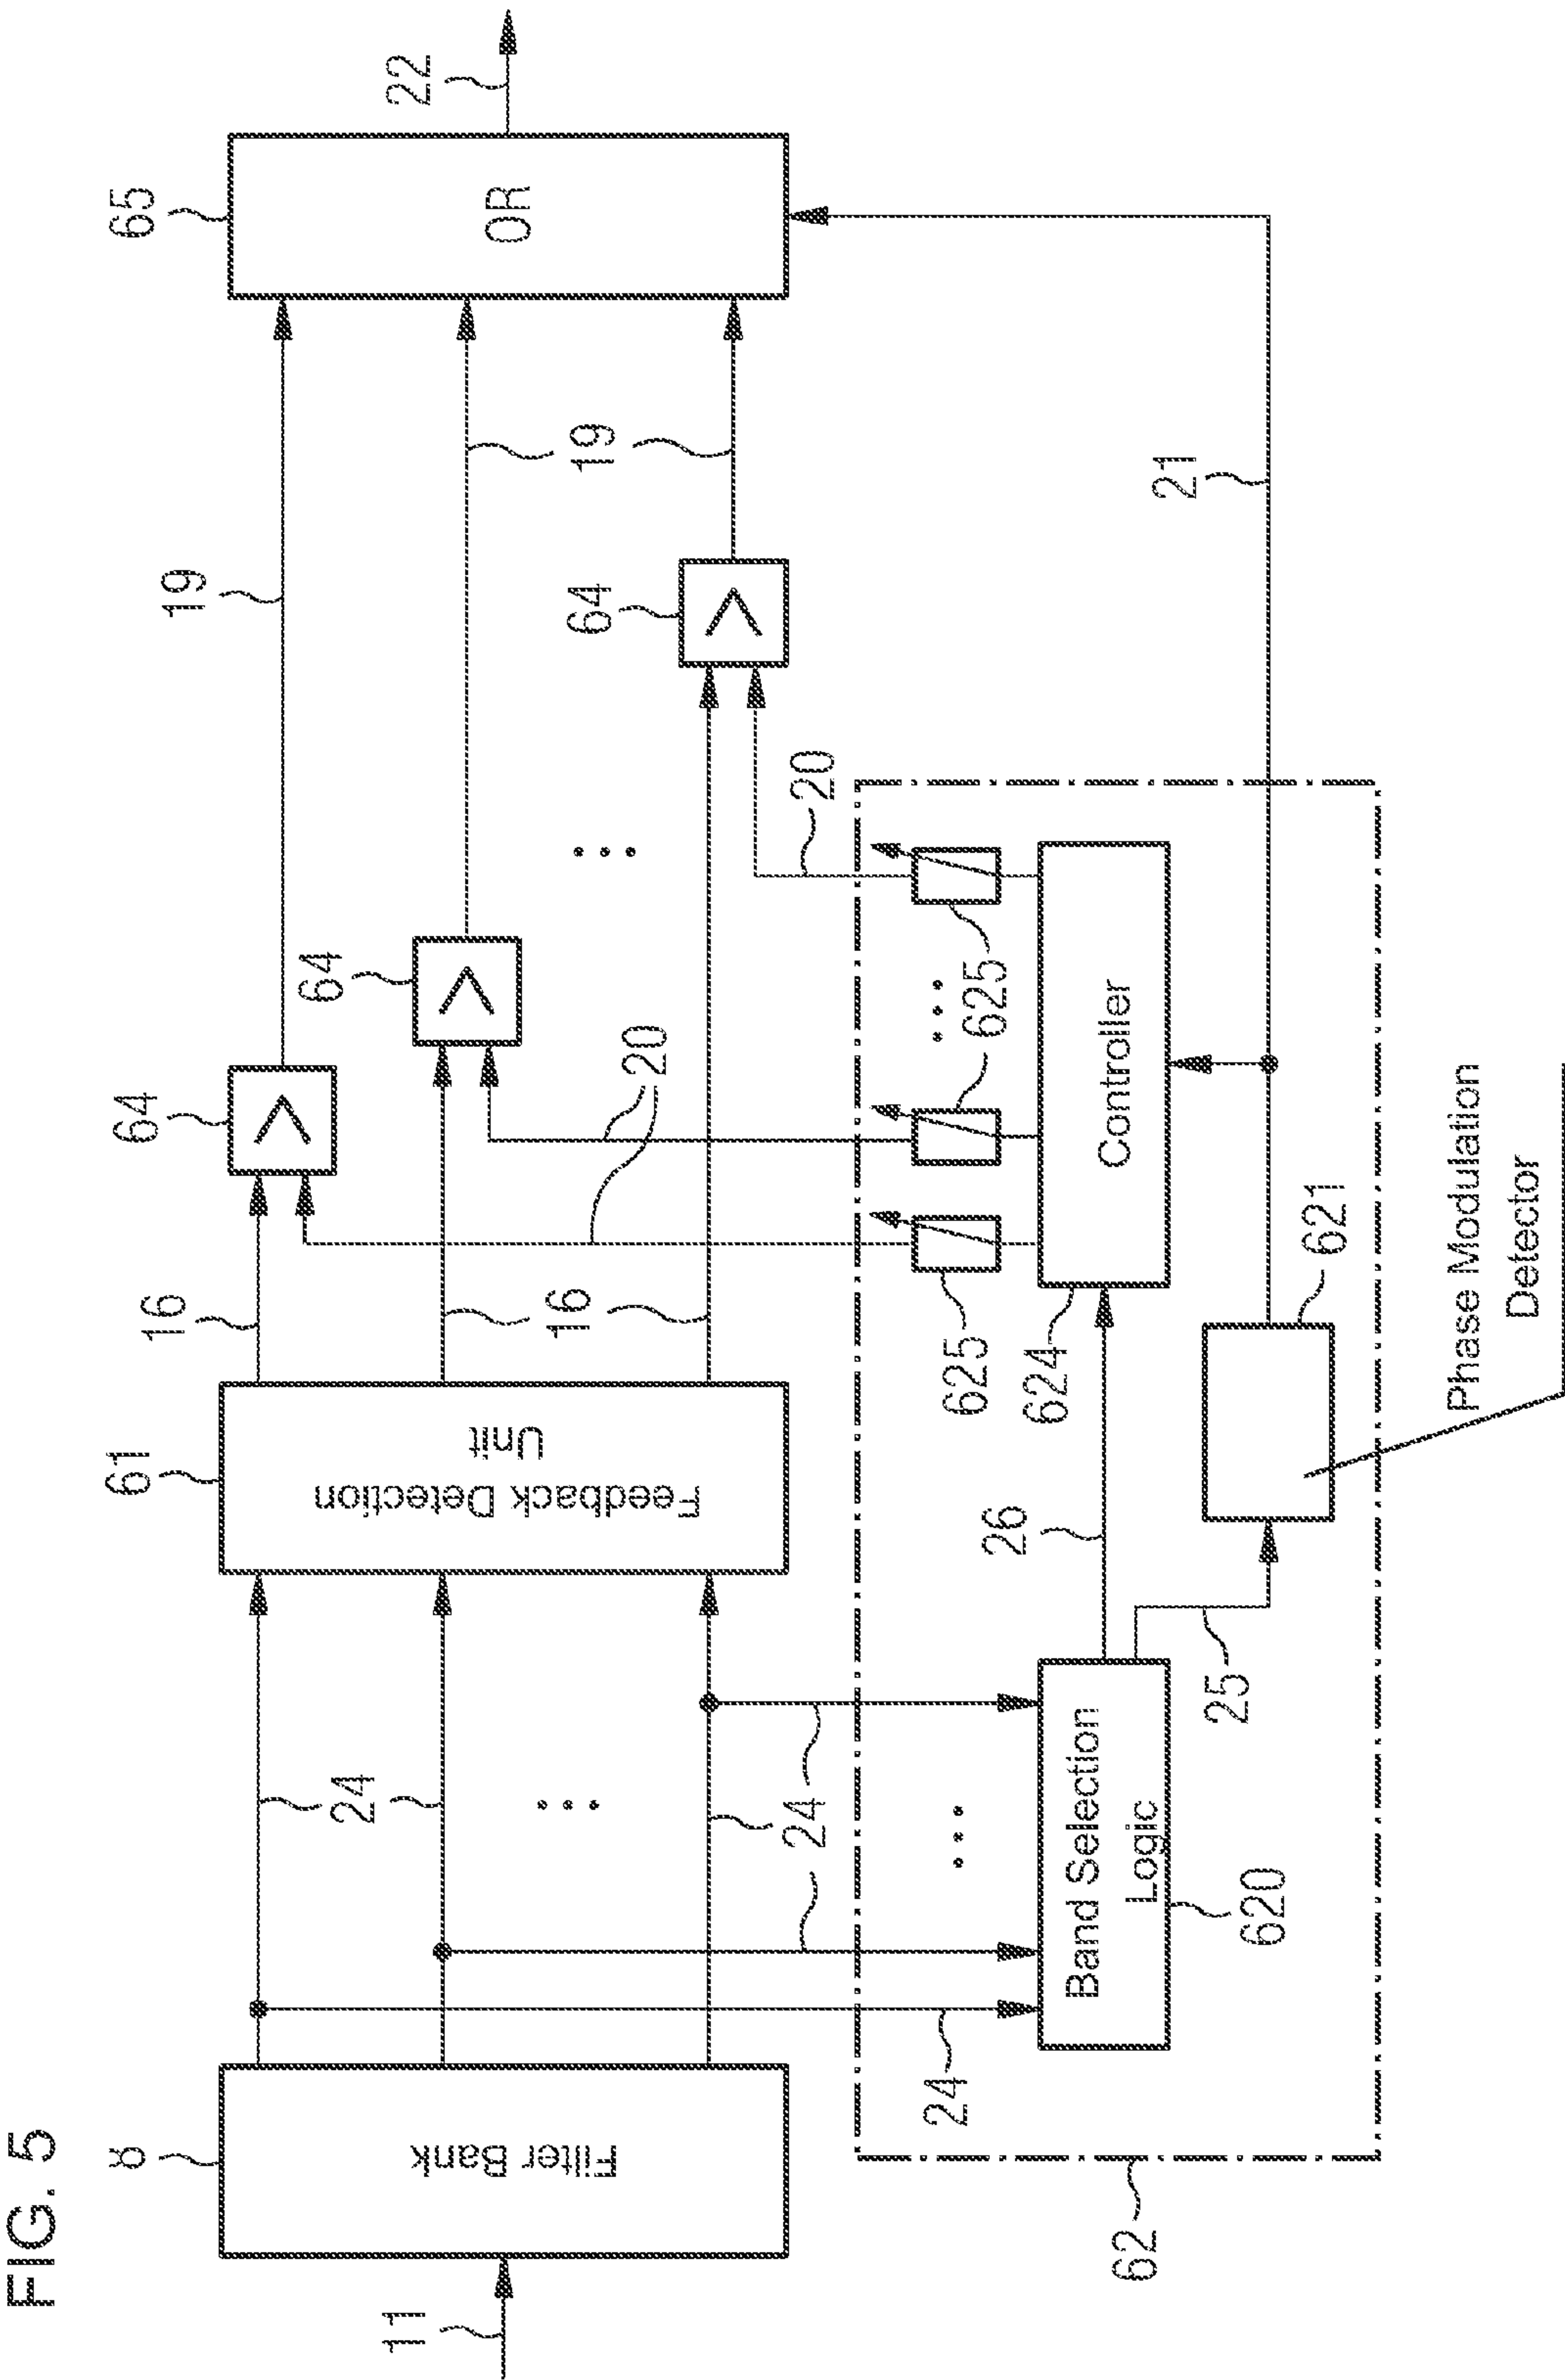 FIG. 5
11
8
Filter Bank
24
24
24
61
Feedback Detection
Unit
16
16
64
64
64
19
19
20
20
65
OR
22
62
Band Selection
Logic
620
25
26
624
Controller
625
625
621
21
Phase Modulation
Detector